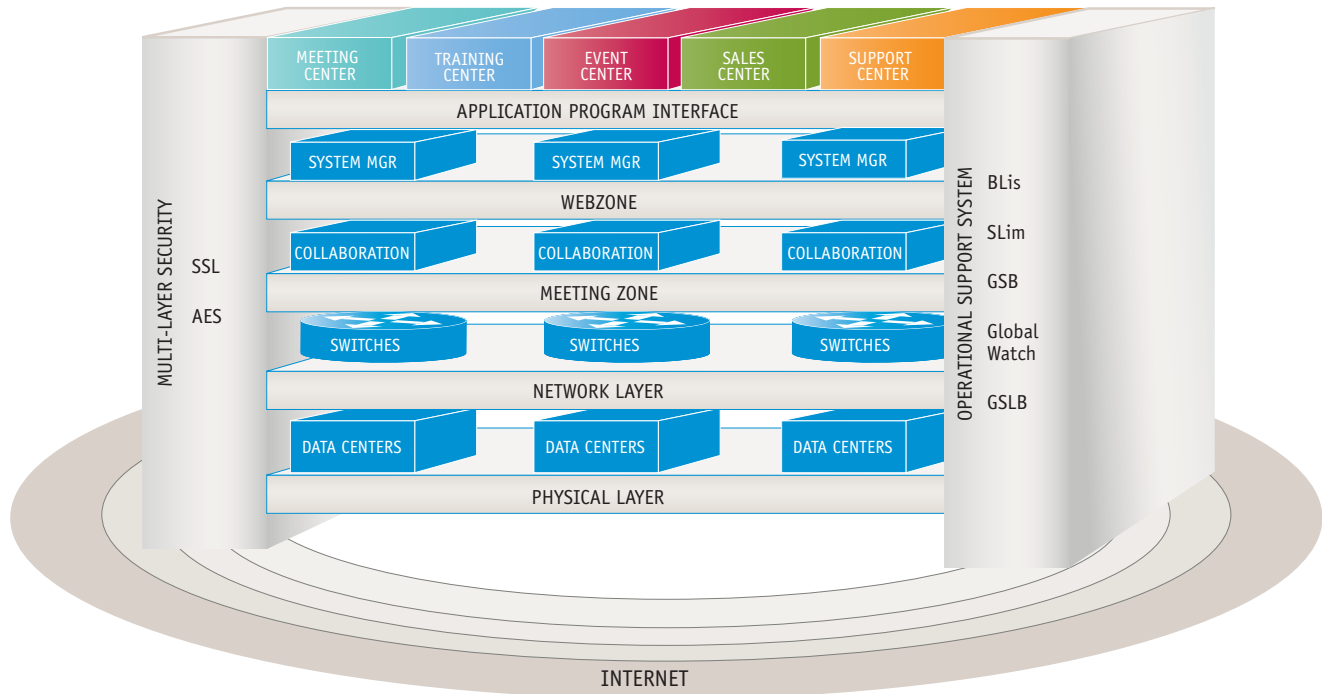 MEETING
CENTER
TRAINING
CENTER
EVENT
CENTER
SALES
CENTER
SUPPORT
CENTER
APPLICATION PROGRAM INTERFACE
SYSTEM MGR
SYSTEM MGR
SYSTEM MGR
WEBZONE
COLLABORATION
COLLABORATION
COLLABORATION
MEETING ZONE
SWITCHES
SWITCHES
SWITCHES
NETWORK LAYER
DATA CENTERS
DATA CENTERS
DATA CENTERS
PHYSICAL LAYER
MULTI-LAYER SECURITY
SSL
AES
OPERATIONAL SUPPORT SYSTEM
BLis
SLim
GSB
Global
Watch
GSLB
INTERNET